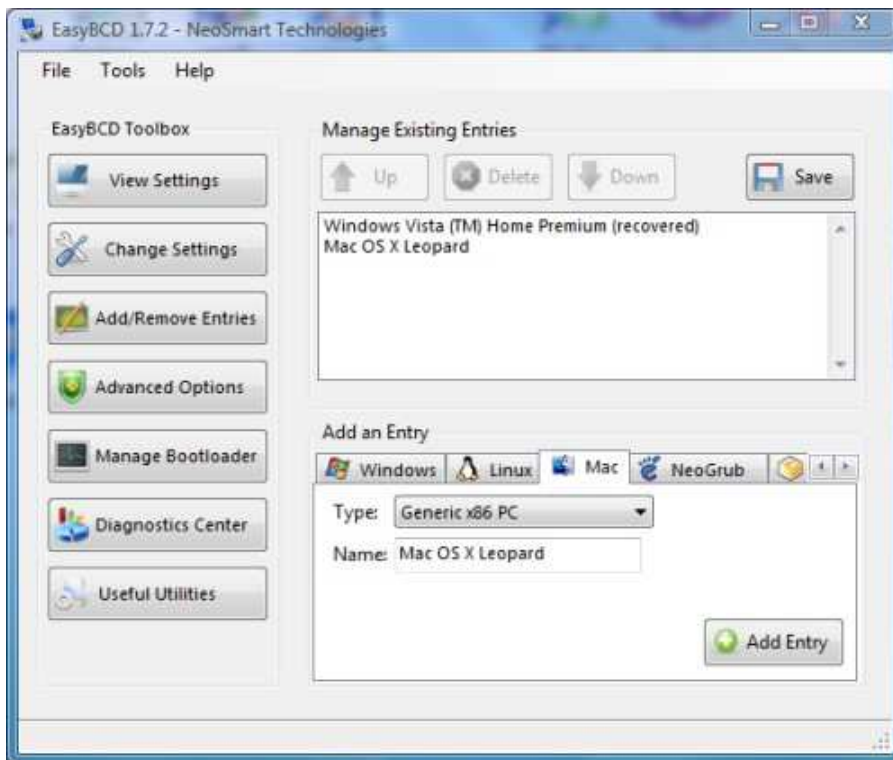 EasyBCD 1.7.2 - NeoSmart Technologies
File Tools Help
EasyBCD Toolbox
View Settings
Change Settings
Add/Remove Entries
Advanced Options
Manage Bootloader
Diagnostics Center
Useful Utilities
Manage Existing Entries
Up Delete Down Save
Windows Vista (TM) Home Premium (recovered)
Mac OS X Leopard
Add an Entry
Windows Linux Mac NeoGrub
Type: Generic x86 PC
Name: Mac OS X Leopard
Add Entry